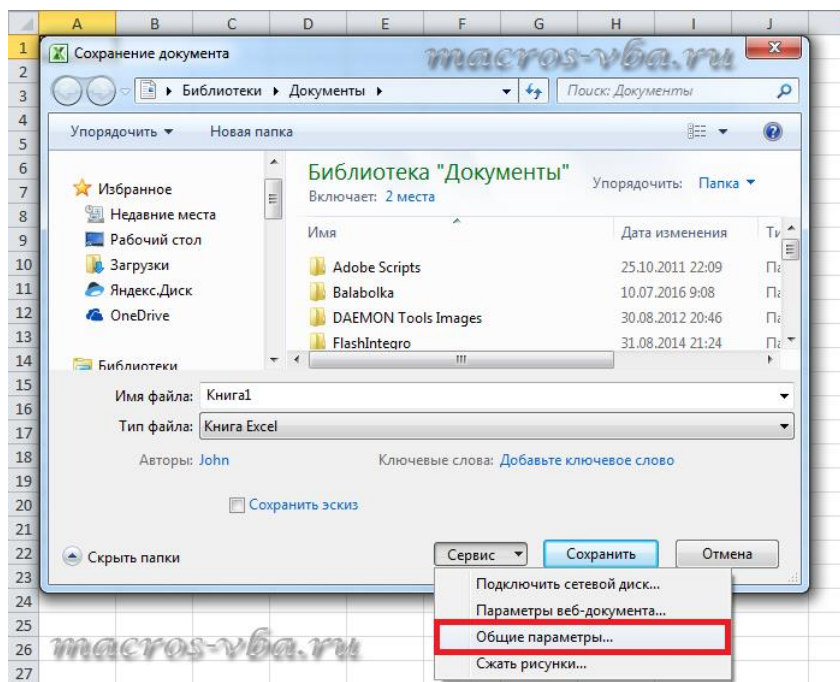 A B C D E F G H I J
1
2
3
4
5
6
7
8
9
10
11
12
13
14
15
16
17
18
19
20
21
22
23
24
25
26
27
Сохранение документа
macros-vba.ru
Библиотеки Документы
Поиск: Документы
Упорядочить Новая папка
Избранное
Недавние места
Рабочий стол
Загрузки
Яндекс.Диск
OneDrive
Библиотеки
Библиотека "Документы"
Включает: 2 места
Упорядочить: Папка
Имя Дата изменения
Adobe Scripts 25.10.2011 22:09
Balabolka 10.07.2016 9:08
DAEMON Tools Images 30.08.2012 20:46
FlashIntegro 31.08.2014 21:24
Имя файла: Книга1
Тип файла: Книга Excel
Авторы: John Ключевые слова: Добавьте ключевое слово
Сохранить эскиз
Скрыть папки Сервис Сохранить Отмена
Подключить сетевой диск...
Параметры веб-документа...
Общие параметры...
Сжать рисунки...
macros-vba.ru